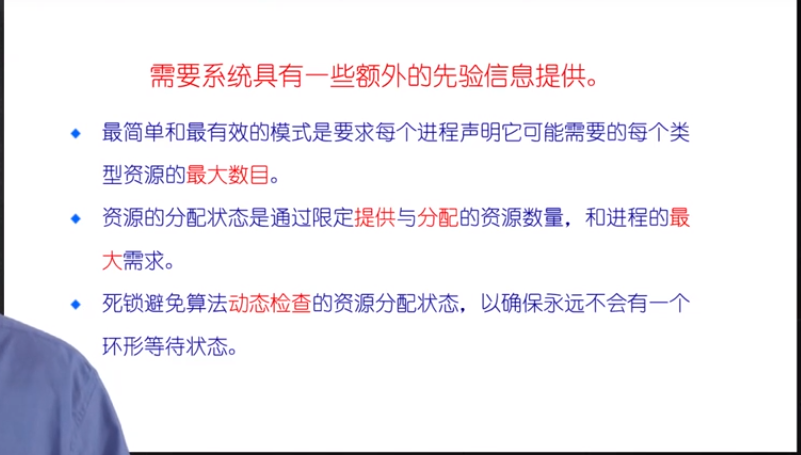 需要系统具有一些额外的先验信息提供。
最简单和最有效的模式是要求每个进程声明它可能需要的每个类
型资源的最大数目。
资源的分配状态是通过限定提供与分配的资源数量，和进程的最
大需求。
死锁避免算法动态检查的资源分配状态，以确保永远不会有一个
环形等待状态。